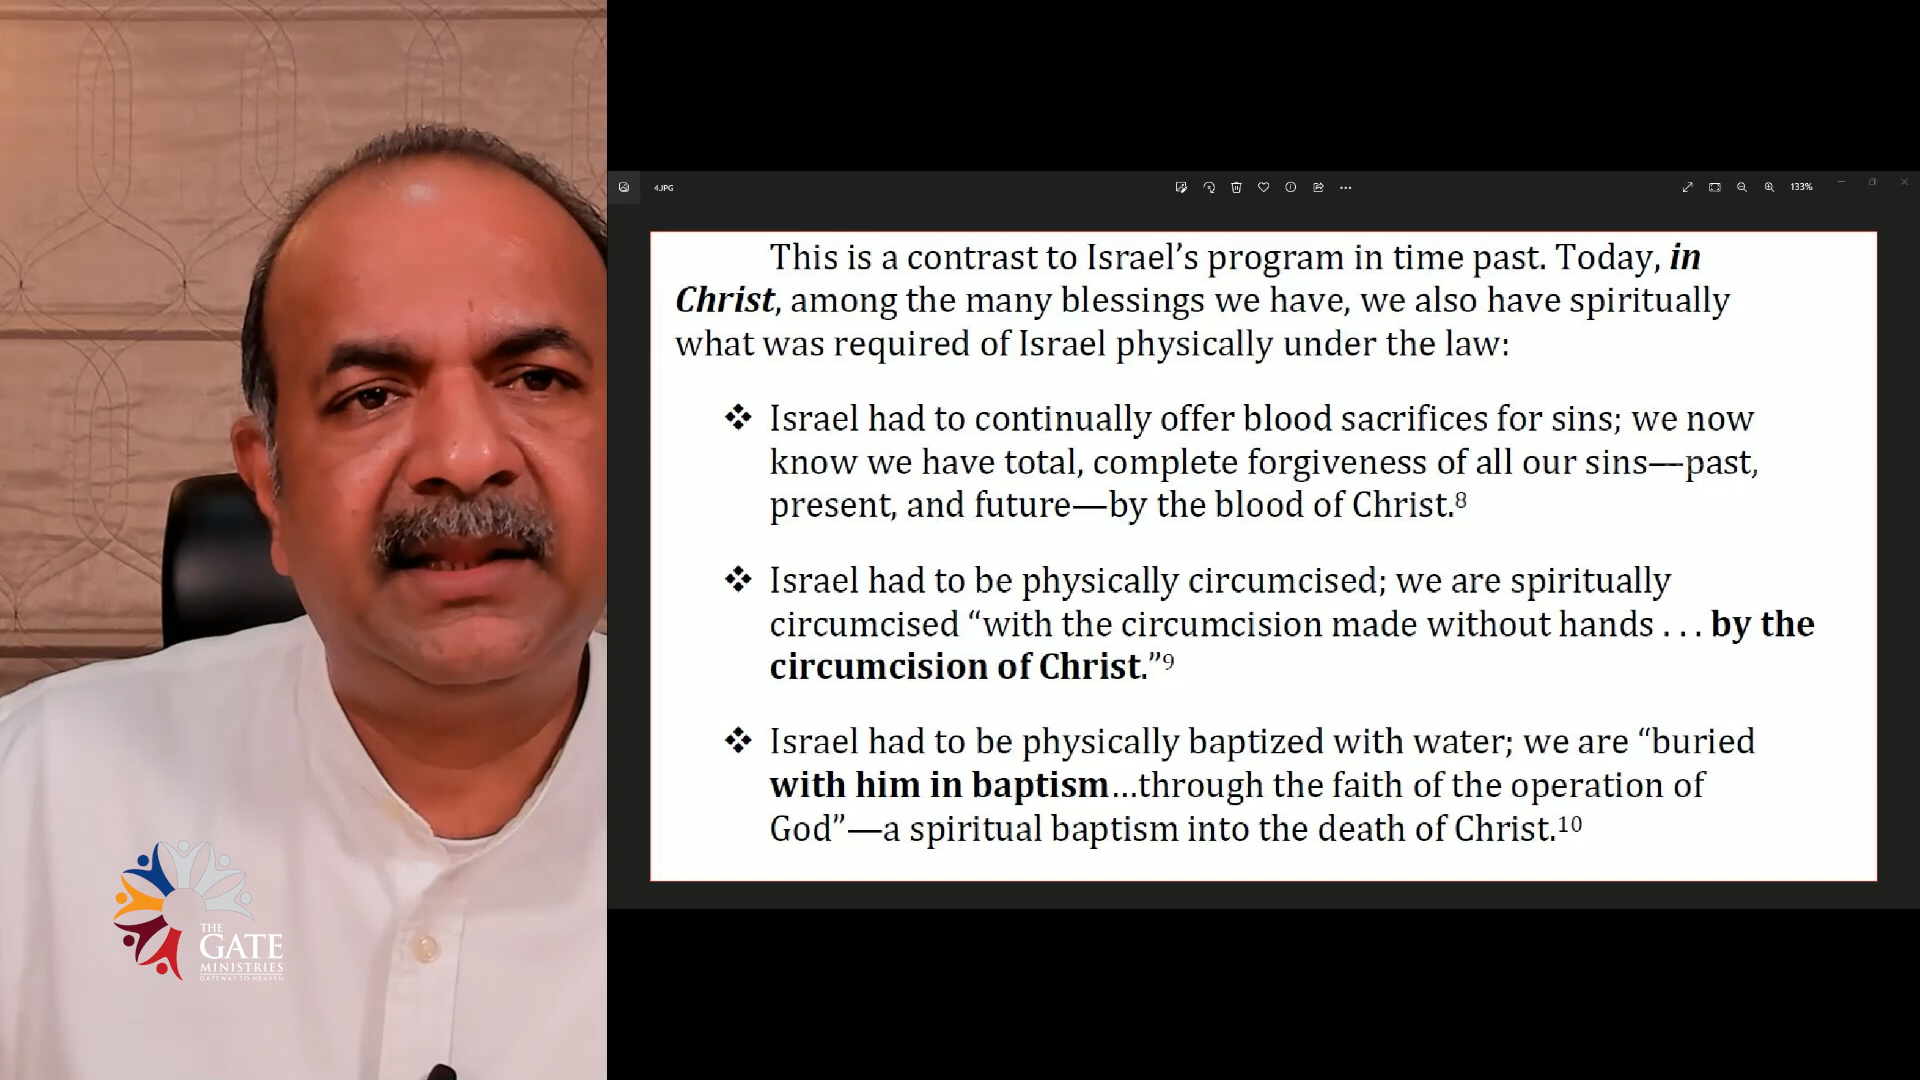 4.JPG
133%
This is a contrast to Israel’s program in time past. Today, in
Christ, among the many blessings we have, we also have spiritually
what was required of Israel physically under the law:
❖ Israel had to continually offer blood sacrifices for sins; we now
know we have total, complete forgiveness of all our sins—past,
present, and future—by the blood of Christ.8
❖ Israel had to be physically circumcised; we are spiritually
circumcised “with the circumcision made without hands . . . by the
circumcision of Christ.”9
❖ Israel had to be physically baptized with water; we are “buried
with him in baptism...through the faith of the operation of
God”—a spiritual baptism into the death of Christ.10
THE
GATE
MINISTRIES
GATEWAY TO HEAVEN